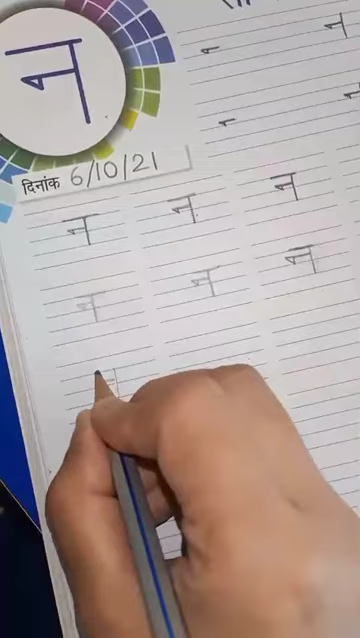 न
दिनांक 6/10/21
न न न
न न न